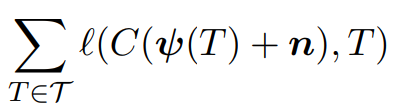 ∑_{T∈𝒯} ℓ(C(𝝍(T) + 𝒏), T)